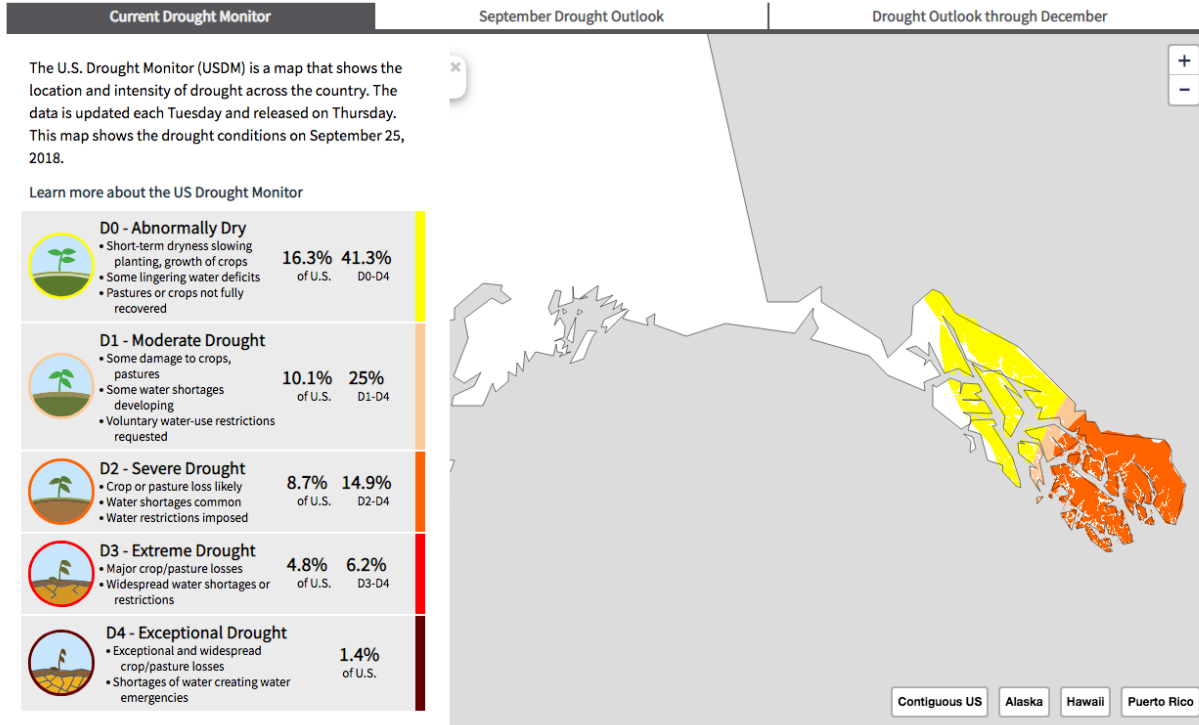 Current Drought Monitor
September Drought Outlook
Drought Outlook through December
The U.S. Drought Monitor (USDM) is a map that shows the
location and intensity of drought across the country. The
data is updated each Tuesday and released on Thursday.
This map shows the drought conditions on September 25,
2018.
Learn more about the US Drought Monitor
D0 - Abnormally Dry
• Short-term dryness slowing
planting, growth of crops
• Some lingering water deficits
• Pastures or crops not fully
recovered
16.3% 41.3%
of U.S. D0-D4
D1 - Moderate Drought
• Some damage to crops,
pastures
• Some water shortages
developing
• Voluntary water-use restrictions
requested
10.1% 25%
of U.S. D1-D4
D2 - Severe Drought
• Crop or pasture loss likely
• Water shortages common
• Water restrictions imposed
8.7% 14.9%
of U.S. D2-D4
D3 - Extreme Drought
• Major crop/pasture losses
• Widespread water shortages or
restrictions
4.8% 6.2%
of U.S. D3-D4
D4 - Exceptional Drought
• Exceptional and widespread
crop/pasture losses
• Shortages of water creating water
emergencies
1.4%
of U.S.
×
+
−
Contiguous US
Alaska
Hawaii
Puerto Rico